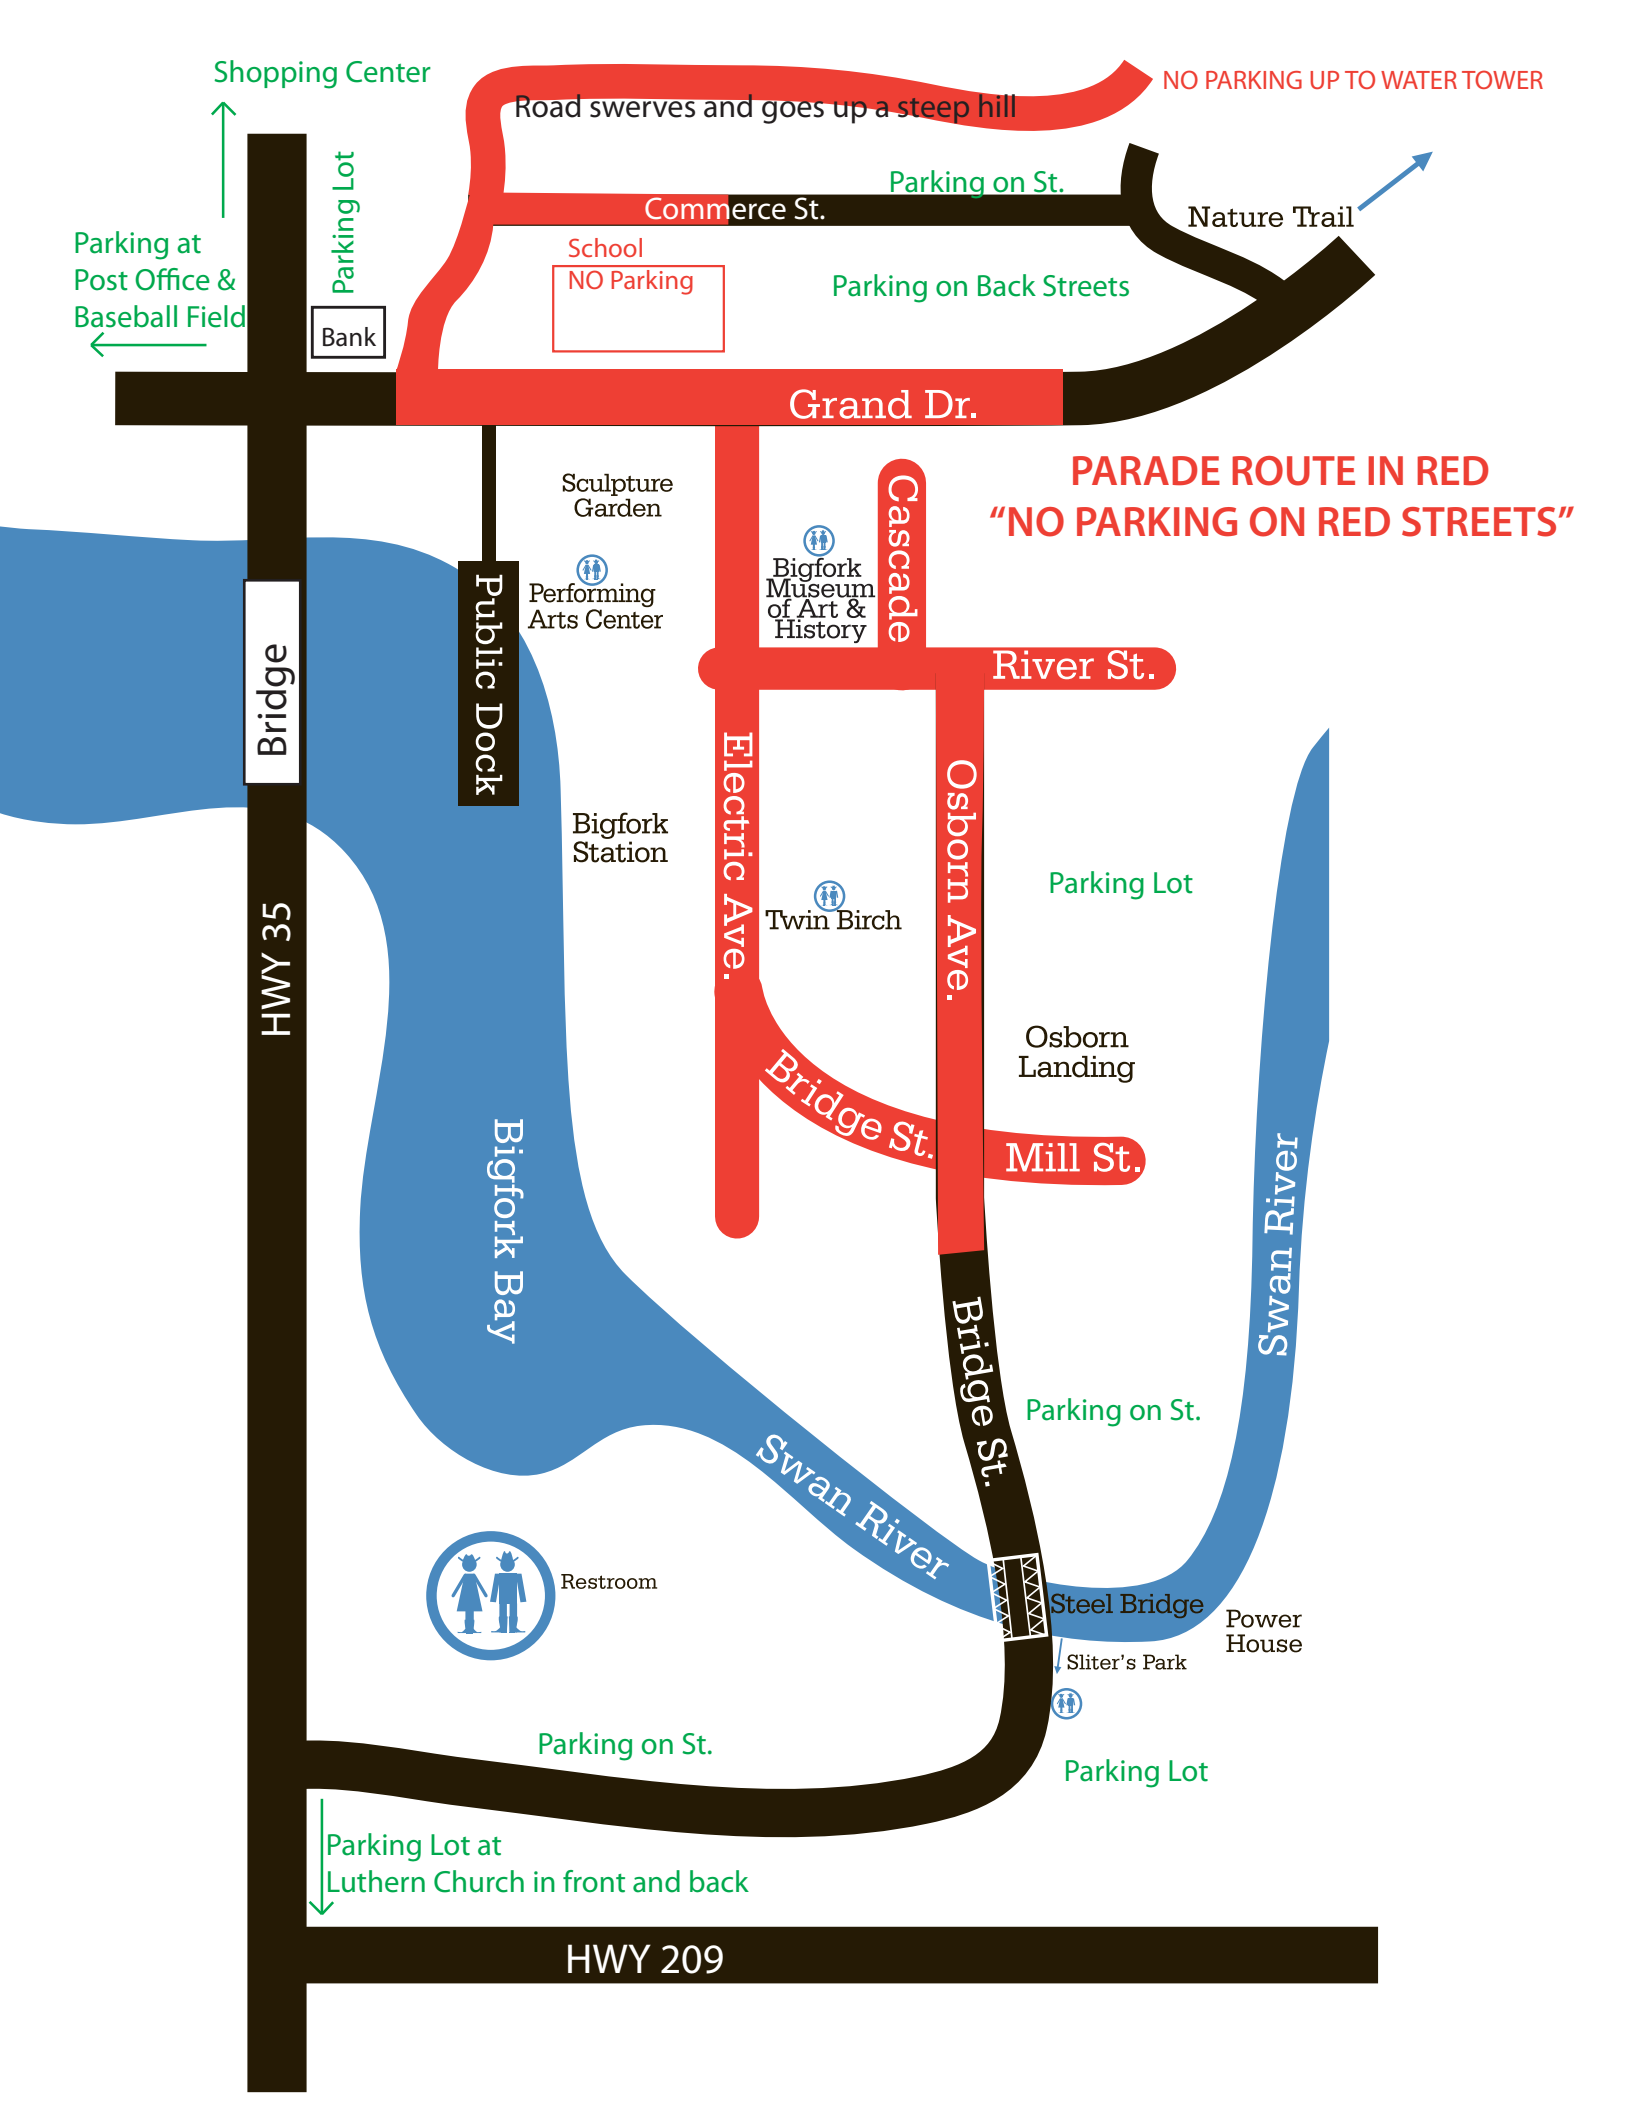 Shopping Center
NO PARKING UP TO WATER TOWER
Road swerves and goes up a steep hill
Parking Lot
Parking on St.
Commerce St.
Nature Trail
Parking at
Post Office &
Baseball Field
School
NO Parking
Parking on Back Streets
Bank
Grand Dr.
PARADE ROUTE IN RED
“NO PARKING ON RED STREETS”
Sculpture
Garden
Cascade
Performing
Arts Center
Bigfork
Museum
of Art &
History
Public Dock
Bridge
River St.
Electric Ave.
Osborn Ave.
Bigfork
Station
Twin Birch
Parking Lot
HWY 35
Osborn
Landing
Bridge St.
Mill St.
Bigfork Bay
Swan River
Bridge St.
Parking on St.
Swan River
Restroom
Steel Bridge
Power
House
Sliter’s Park
Parking on St.
Parking Lot
Parking Lot at
Luthern Church in front and back
HWY 209